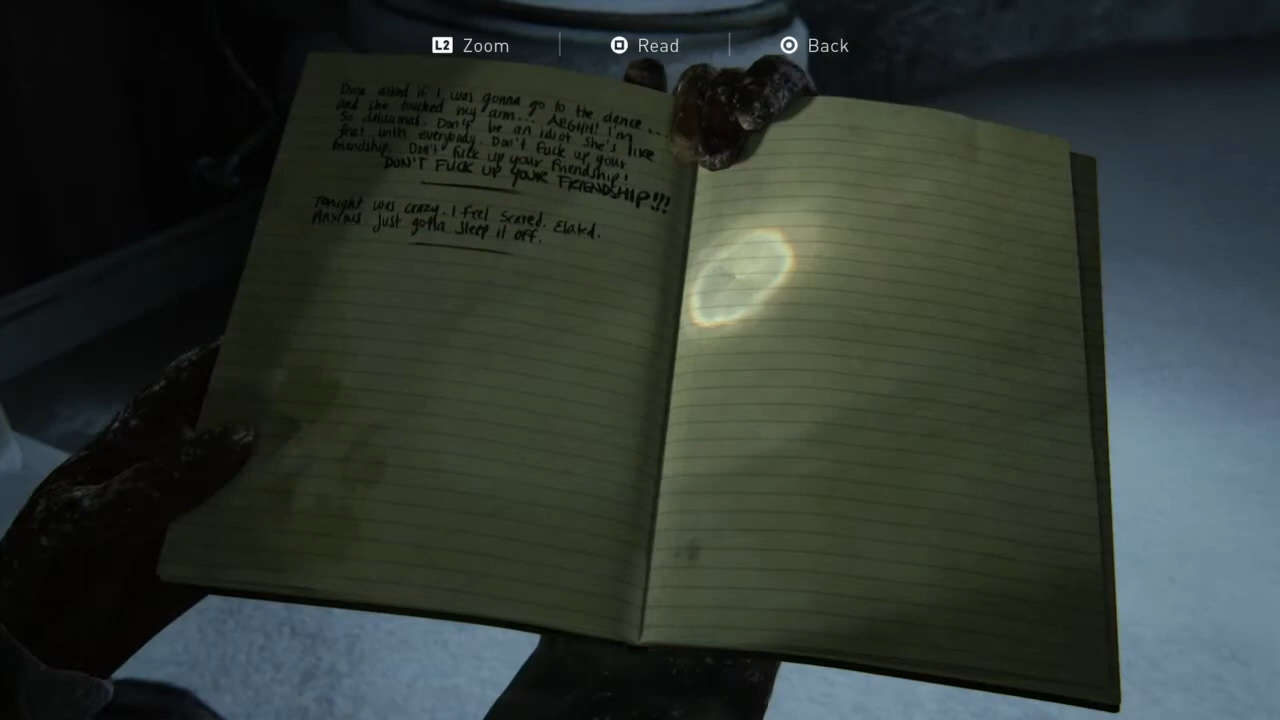 L2 Zoom
Read
Back
Dina asked if I was gonna go to the dance...
and she touched my arm... ARGHH! I'm
so delusional. Don't be an idiot she's like
that with everybody. Don't fuck up your
friendship. Don't fuck up your friendship!
DON'T FUCK UP YOUR FRIENDSHIP!!!
Tonight was crazy. I feel scared. Elated.
Anxious just gotta sleep it off.